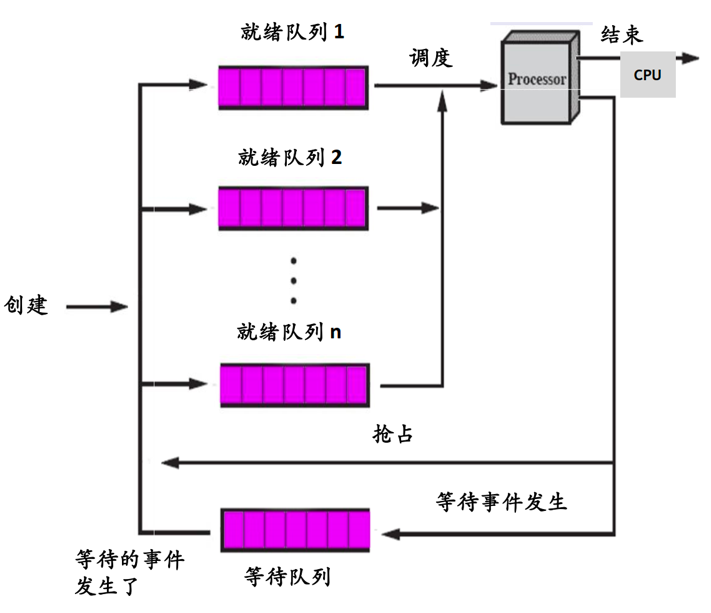 就绪队列 1
调度
Processor
结束
CPU
就绪队列 2
创建
就绪队列 n
抢占
等待事件发生
等待的事件
发生了
等待队列